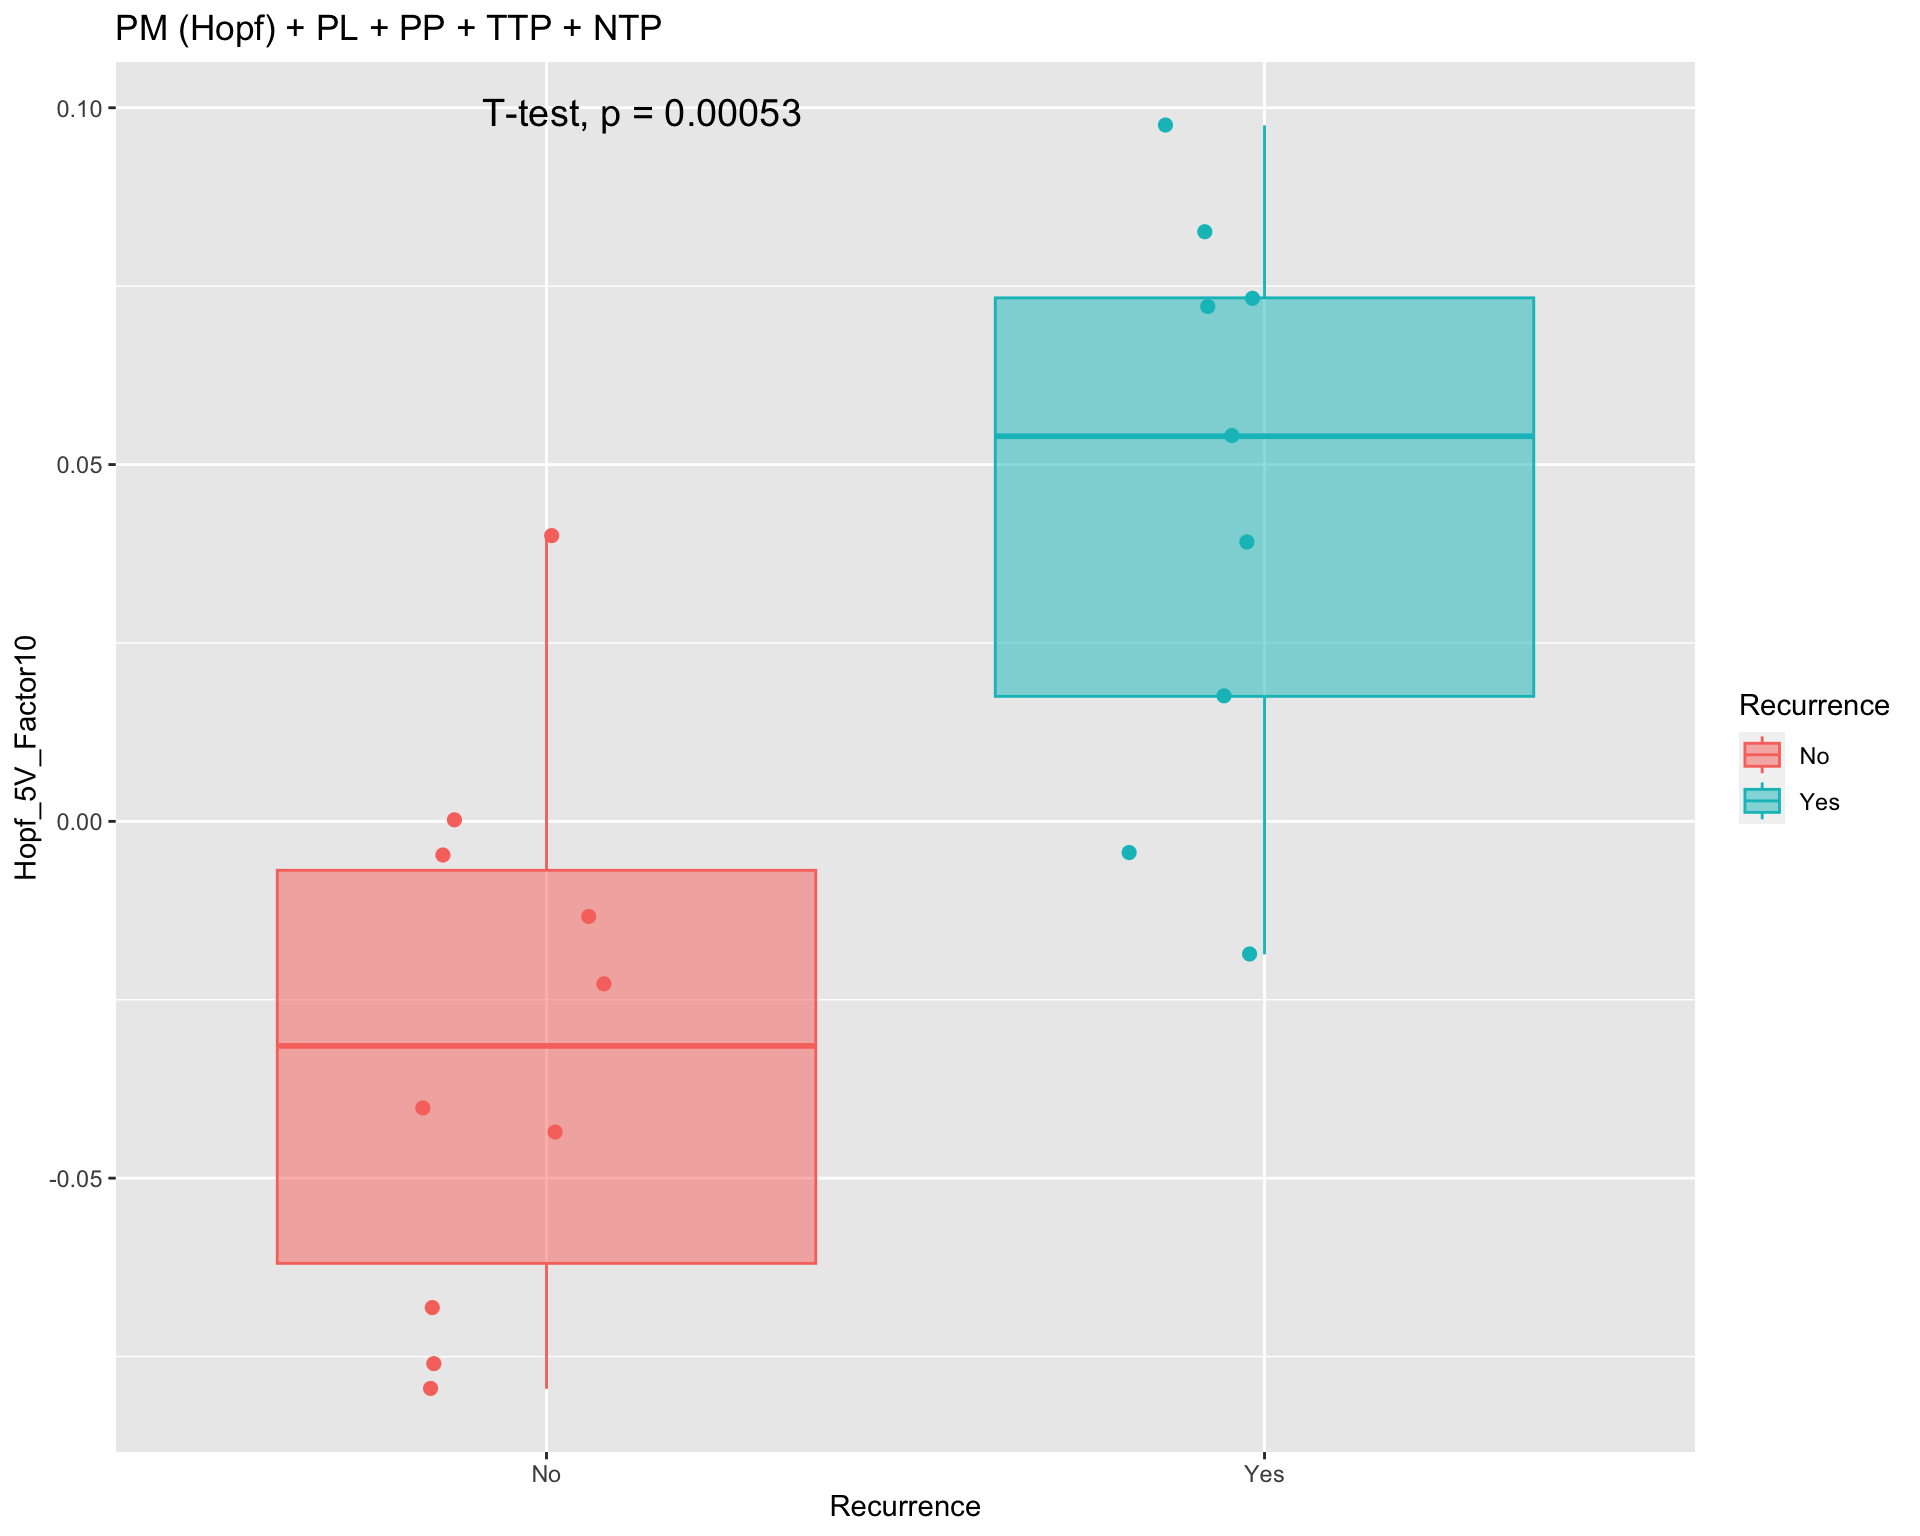 PM (Hopf) + PL + PP + TTP + NTP
T-test, p = 0.00053
0.10
0.05
0.00
-0.05
Hopf_5V_Factor10
No
Yes
Recurrence
Recurrence
No
Yes